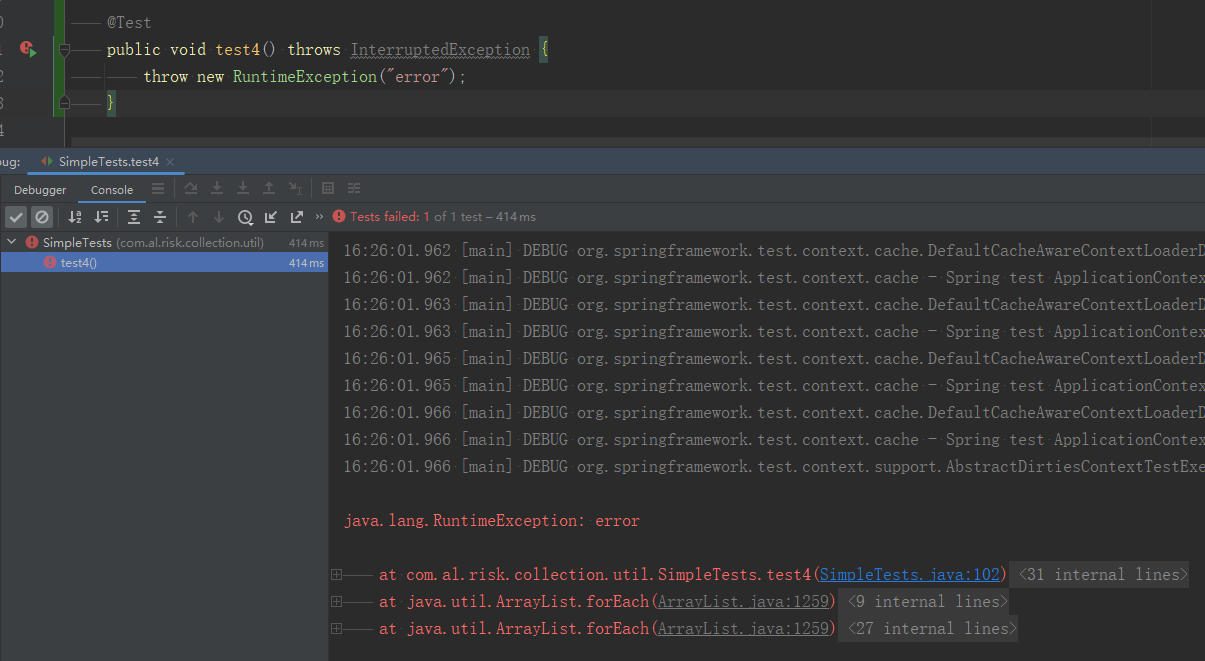 0
@Test
1
public void test4() throws InterruptedException {
2
throw new RuntimeException("error");
3
}
4
ug: SimpleTests.test4 ×
Debugger Console
» Tests failed: 1 of 1 test – 414 ms
SimpleTests (com.al.risk.collection.util) 414 ms
test4() 414 ms
16:26:01.962 [main] DEBUG org.springframework.test.context.cache.DefaultCacheAwareContextLoaderD
16:26:01.962 [main] DEBUG org.springframework.test.context.cache - Spring test ApplicationContex
16:26:01.963 [main] DEBUG org.springframework.test.context.cache.DefaultCacheAwareContextLoaderD
16:26:01.963 [main] DEBUG org.springframework.test.context.cache - Spring test ApplicationContex
16:26:01.965 [main] DEBUG org.springframework.test.context.cache.DefaultCacheAwareContextLoaderD
16:26:01.965 [main] DEBUG org.springframework.test.context.cache - Spring test ApplicationContex
16:26:01.966 [main] DEBUG org.springframework.test.context.cache.DefaultCacheAwareContextLoaderD
16:26:01.966 [main] DEBUG org.springframework.test.context.cache - Spring test ApplicationContex
16:26:01.966 [main] DEBUG org.springframework.test.context.support.AbstractDirtiesContextTestExe
java.lang.RuntimeException: error
at com.al.risk.collection.util.SimpleTests.test4(SimpleTests.java:102) <31 internal lines>
at java.util.ArrayList.forEach(ArrayList.java:1259) <9 internal lines>
at java.util.ArrayList.forEach(ArrayList.java:1259) <27 internal lines>